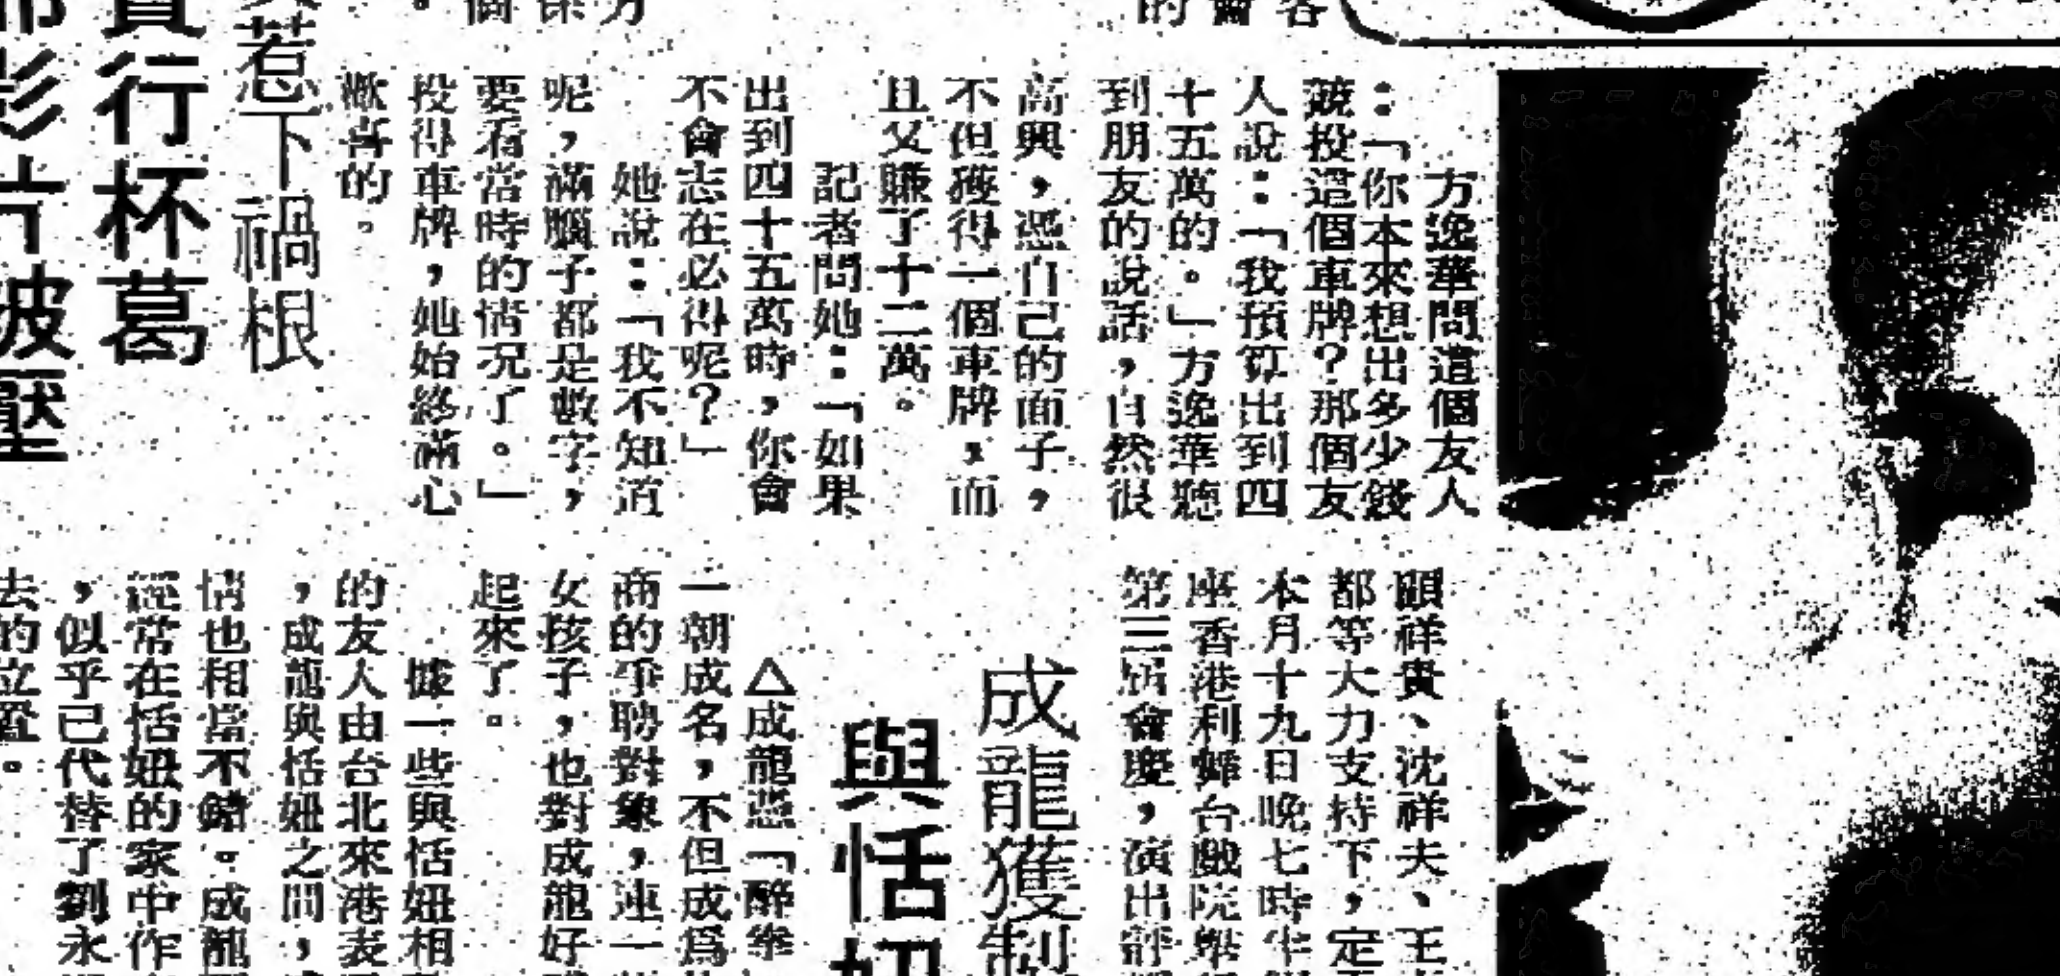 方逸華問這個友人
：「你本來想出多少錢
競投這個車牌？那個友
人說：「我預算出到四
十五萬的。」方逸華聽
到朋友的說話，自然很
高興，憑自己的面子，
不但獲得一個車牌，而
且又賺了十二萬。
記者問她：「如果
出到四十五萬時，你會
不會志在必得呢？」
她說：「我不知道
呢，滿腦子都是數字，
要看當時的情況了。」
投得車牌，她始終滿心
歡喜的。
惹下禍根
行杯葛
影片被壓
頤祥貴、沈祥夫、王
都等大力支持下，定
本月十九日晚七時半
座香港利舞台戲院舉
第三屆會慶，演出
成龍獲制
與恬妞
△成龍憑「醉拳
一朝成名，不但成為
商的爭聘對象，連一
女孩子，也對成龍好
起來了。
據一些與恬妞相
的友人由台北來港表
，成龍與恬妞之間，
情也相當不錯。成龍
經常在恬妞的家中作
，似乎已代替了劉永
去的位置。